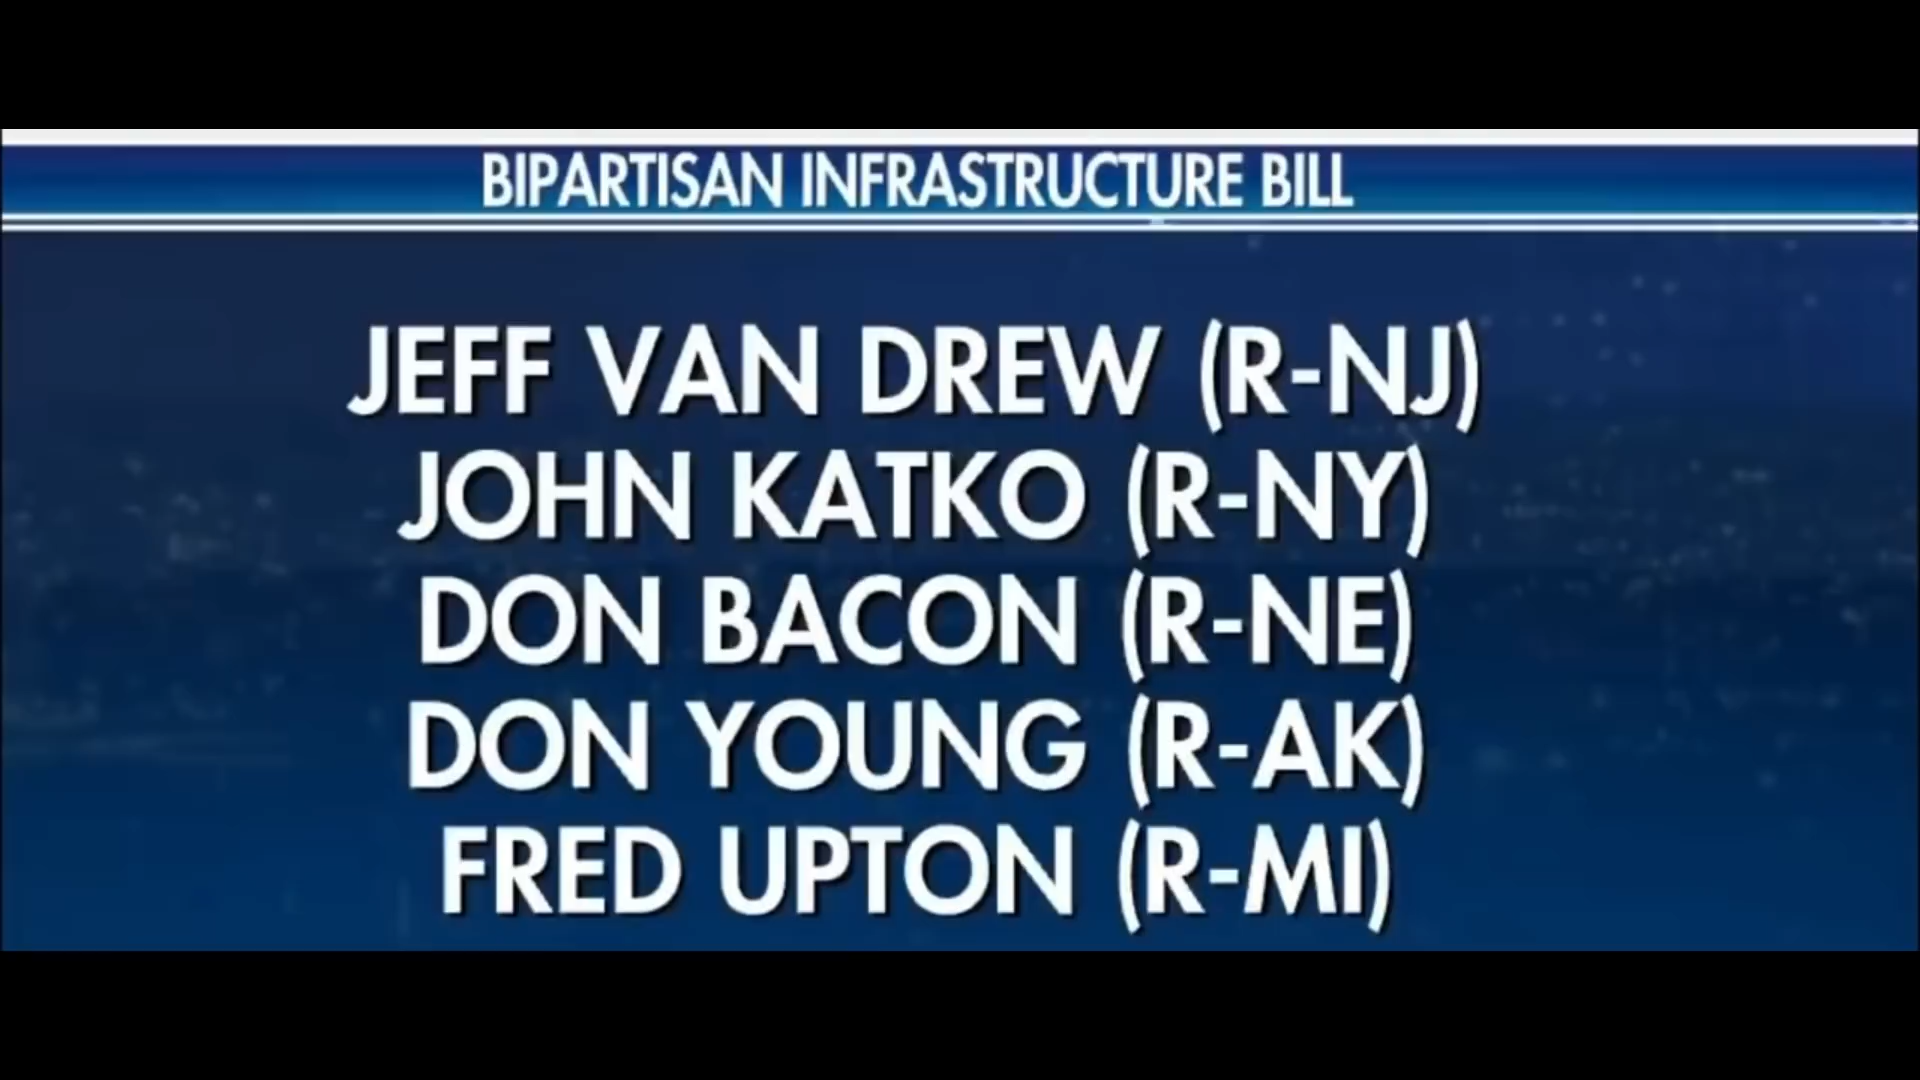 BIPARTISAN INFRASTRUCTURE BILL
JEFF VAN DREW (R-NJ)
JOHN KATKO (R-NY)
DON BACON (R-NE)
DON YOUNG (R-AK)
FRED UPTON (R-MI)